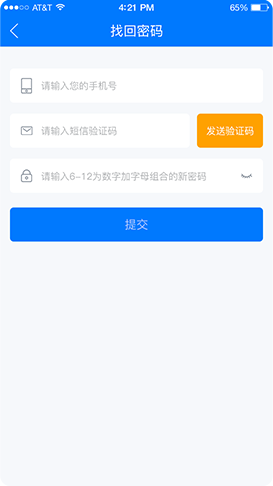 AT&T 4:21 PM 65%
找回密码
请输入您的手机号
请输入短信验证码 发送验证码
请输入6-12为数字加字母组合的新密码
提交